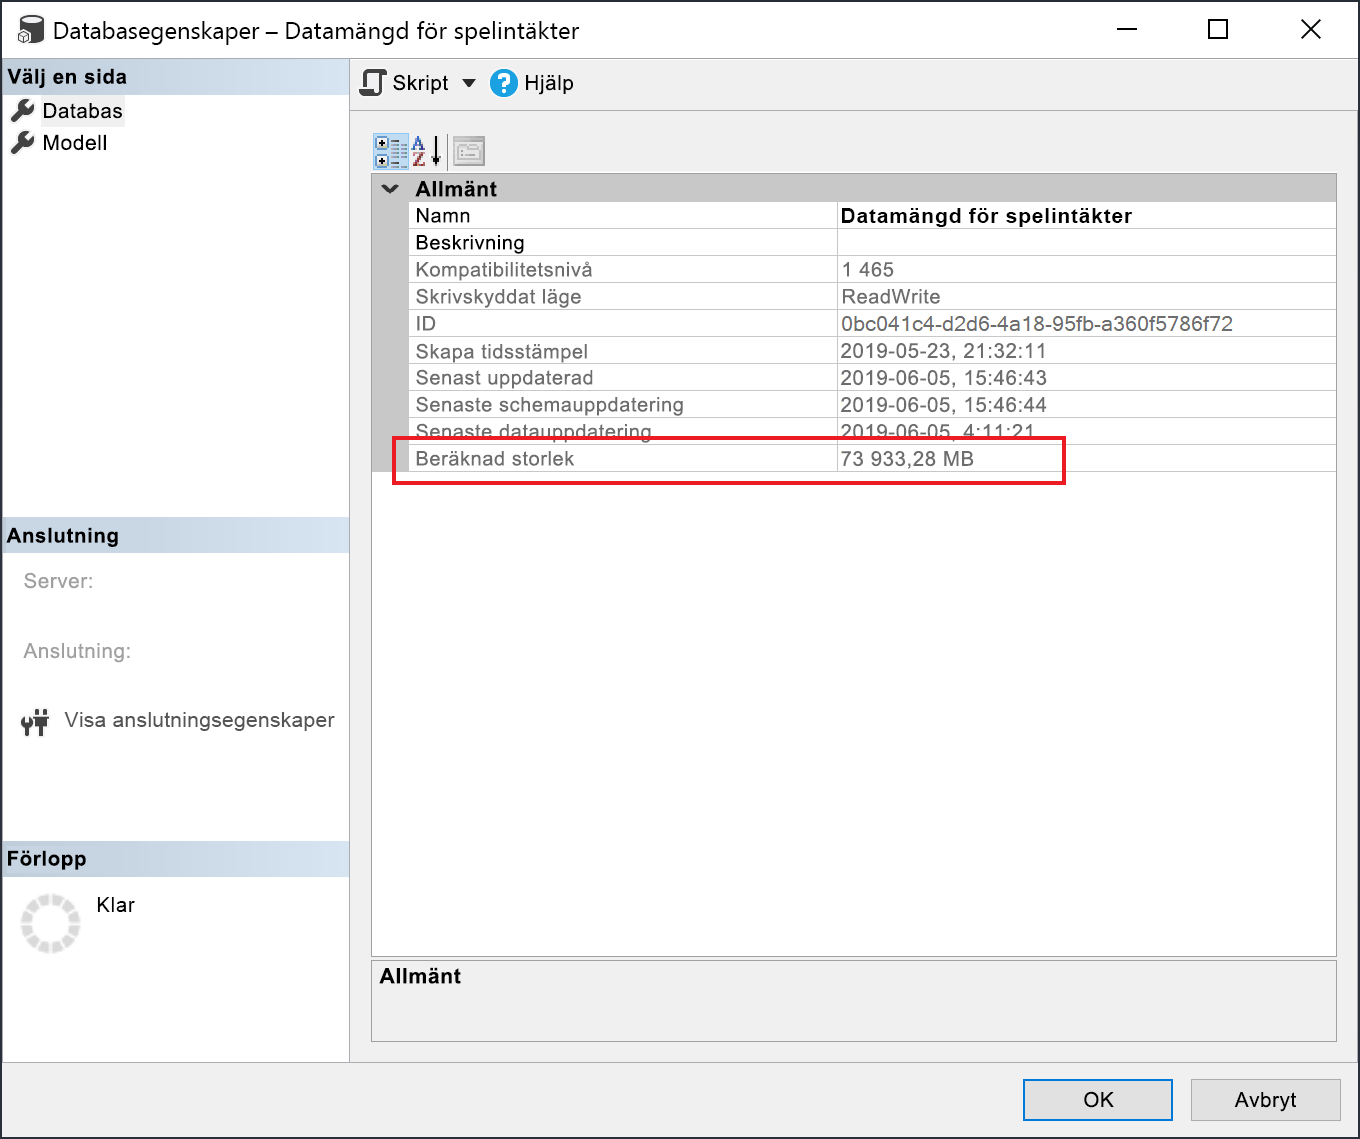 Databasegenskaper – Datamängd för spelintäkter
Välj en sida
Databas
Modell
Skript
Hjälp
Allmänt
Namn Datamängd för spelintäkter
Beskrivning
Kompatibilitetsnivå 1 465
Skrivskyddat läge ReadWrite
ID 0bc041c4-d2d6-4a18-95fb-a360f5786f72
Skapa tidsstämpel 2019-05-23, 21:32:11
Senast uppdaterad 2019-06-05, 15:46:43
Senaste schemauppdatering 2019-06-05, 15:46:44
Senaste datauppdatering 2019-06-05, 4:11:21
Beräknad storlek 73 933,28 MB
Anslutning
Server:
Anslutning:
Visa anslutningsegenskaper
Förlopp
Klar
Allmänt
OK
Avbryt